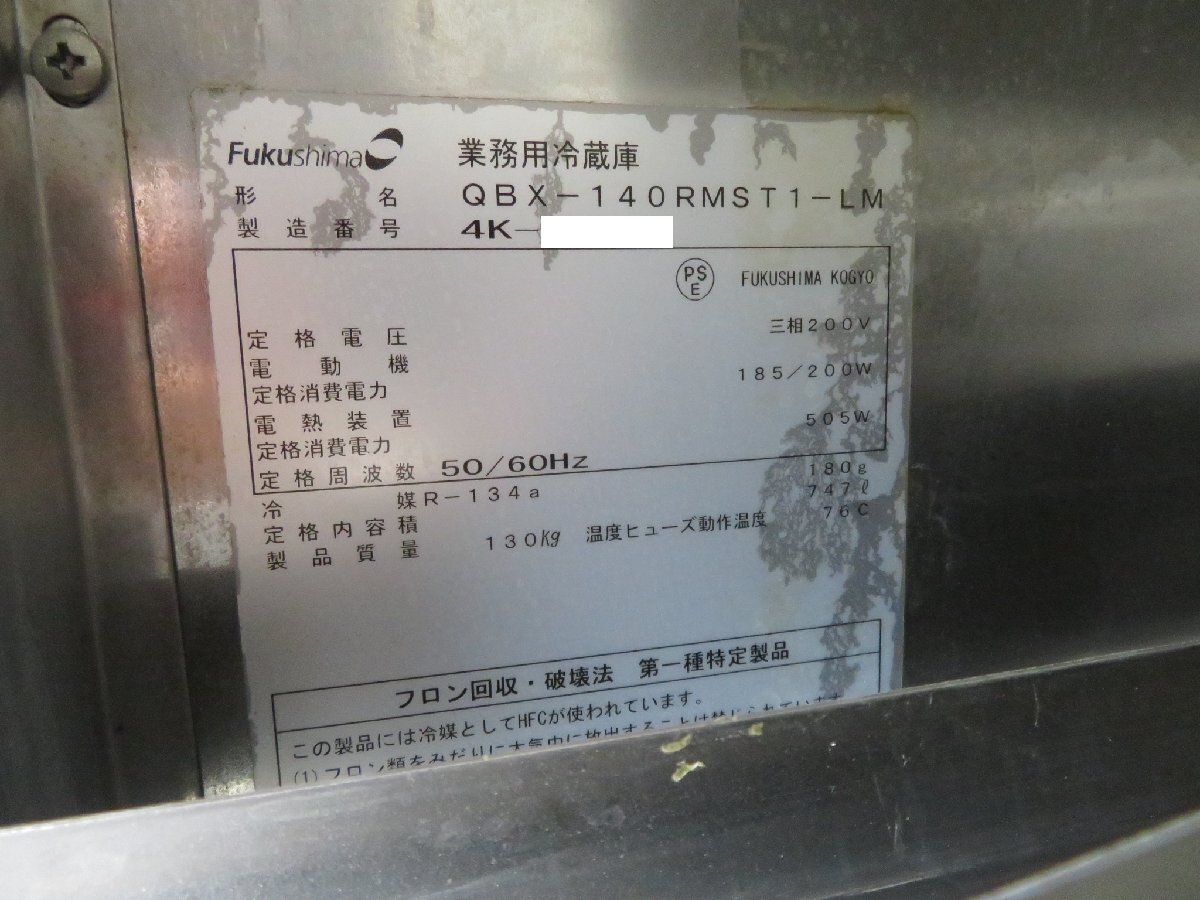 Fukushima 業務用冷蔵庫
形名 QBX-140RMST1-LM
製造番号 4K-
PSE FUKUSHIMA KOGYO
定格電圧 三相200V
電動機
定格消費電力 185/200W
電熱装置
定格消費電力 505W
定格周波数 50/60Hz
冷媒 R-134a 180g
定格内容積 747ℓ
製品質量 130kg 温度ヒューズ動作温度 76C
フロン回収・破壊法 第一種特定製品
この製品には冷媒としてHFCが使われています。
(1)フロン類をみだりに大気中に放出することは禁じられています